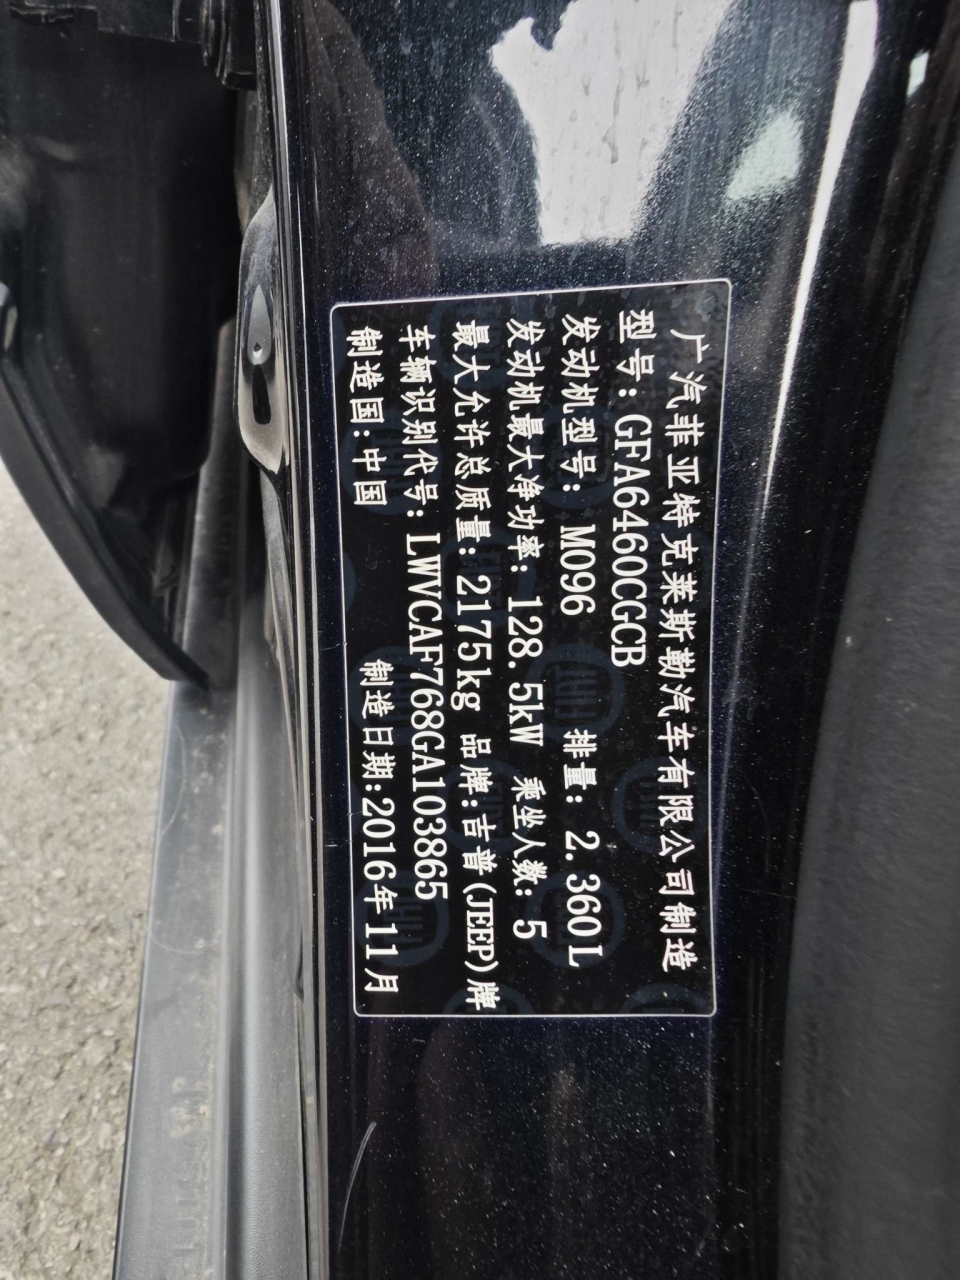 广汽菲亚特克莱斯勒汽车有限公司制造
型号:GFA6460CGCB
发动机型号: M096 排量: 2.360L
发动机最大净功率:128.5kW 乘坐人数: 5
最大允许总质量:2175kg 品牌:吉普(JEEP)牌
车辆识别代号:LWVCAF768GA103865
制造国:中国 制造日期:2016年11月